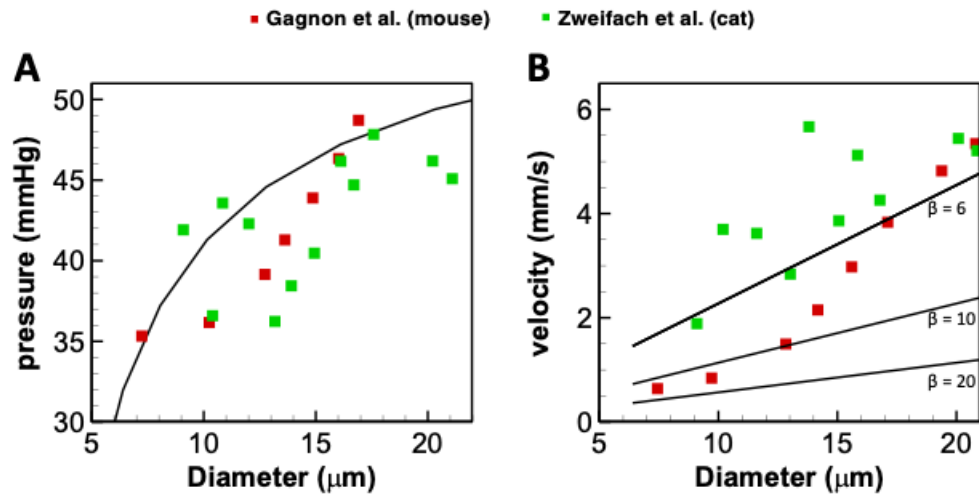 Gagnon et al. (mouse) Zweifach et al. (cat)
A B
50
45
40
35
30
pressure (mmHg)
5 10 15 20
Diameter (μm)
6
4
2
0
velocity (mm/s)
β = 6
β = 10
β = 20
5 10 15 20
Diameter (μm)